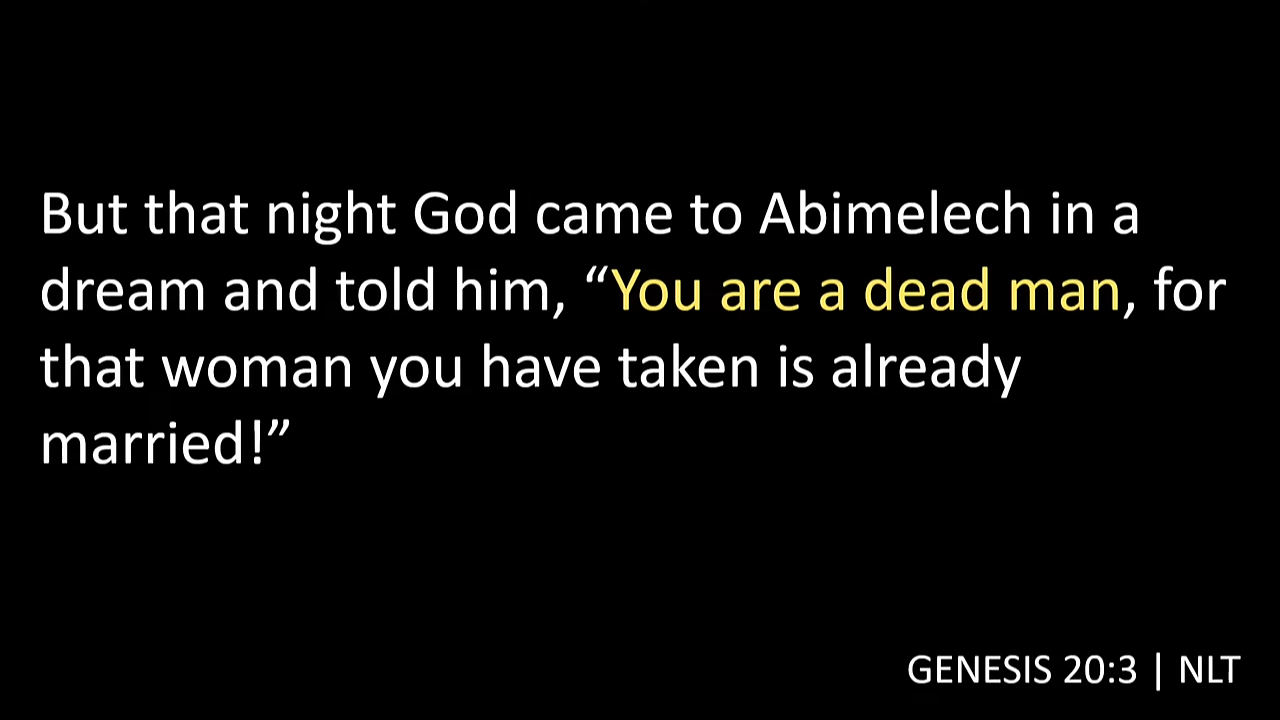 But that night God came to Abimelech in a
dream and told him, “You are a dead man, for
that woman you have taken is already
married!”
GENESIS 20:3 | NLT